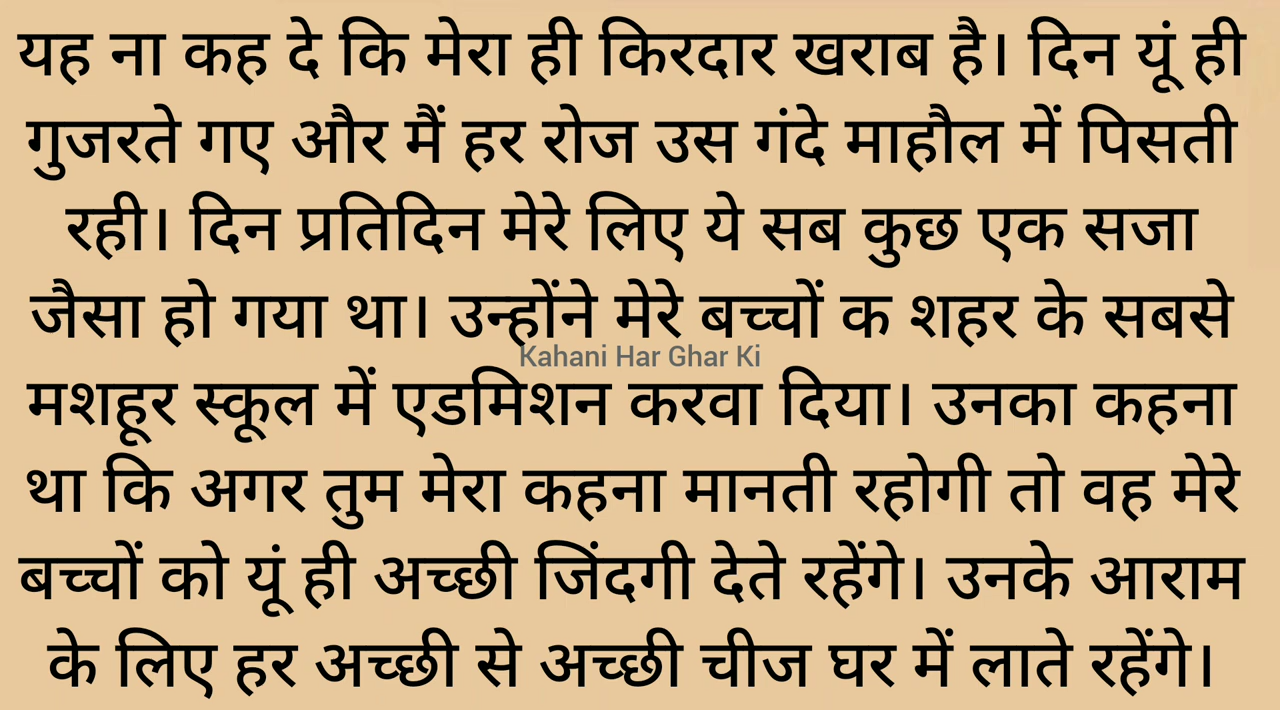 यह ना कह दे कि मेरा ही किरदार खराब है। दिन यूं ही
गुजरते गए और मैं हर रोज उस गंदे माहौल में पिसती
रही। दिन प्रतिदिन मेरे लिए ये सब कुछ एक सजा
जैसा हो गया था। उन्होंने मेरे बच्चों क शहर के सबसे
Kahani Har Ghar Ki
मशहूर स्कूल में एडमिशन करवा दिया। उनका कहना
था कि अगर तुम मेरा कहना मानती रहोगी तो वह मेरे
बच्चों को यूं ही अच्छी जिंदगी देते रहेंगे। उनके आराम
के लिए हर अच्छी से अच्छी चीज घर में लाते रहेंगे।